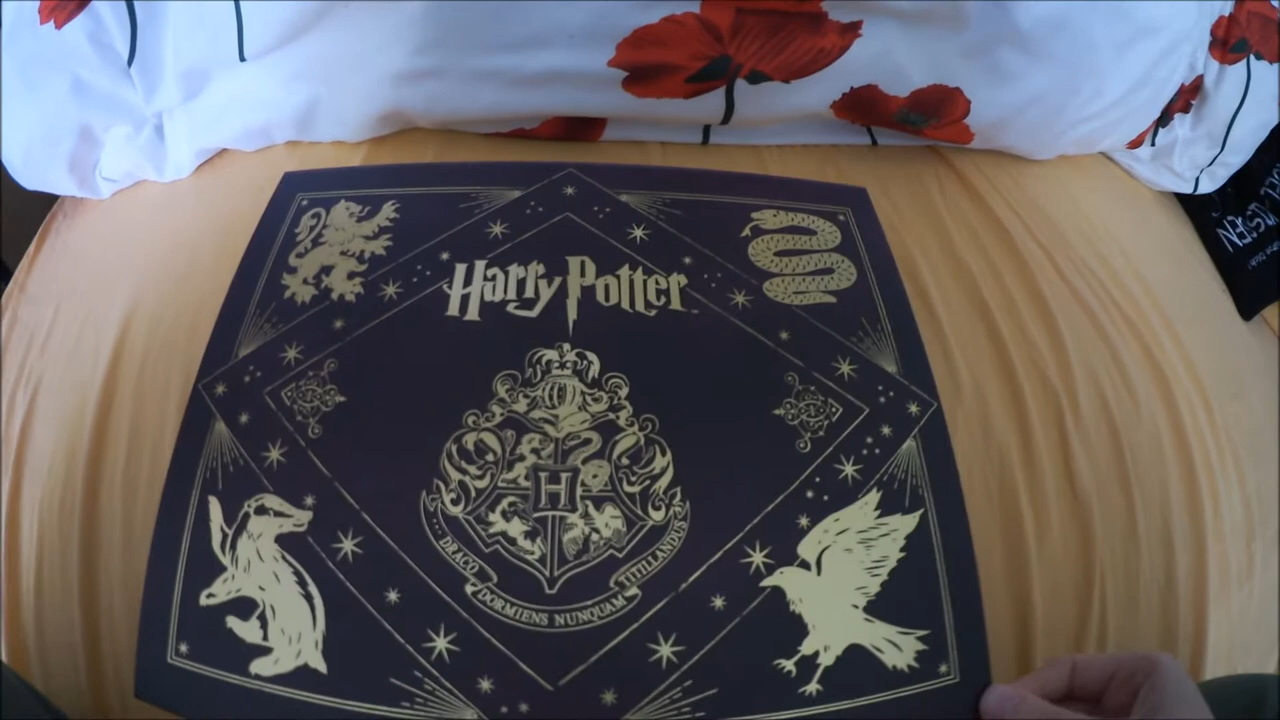 Harry Potter
H
DRACO
DORMIENS NUNQUAM
TITILLANDUS